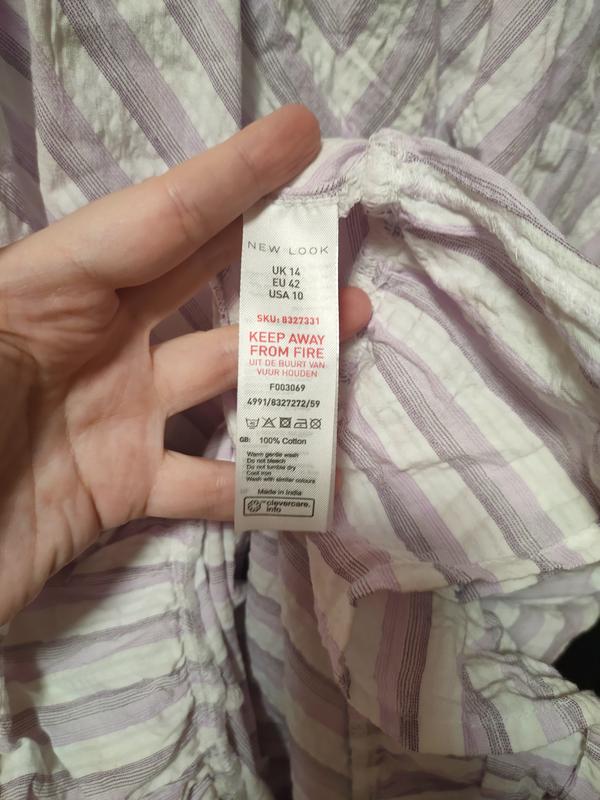 NEW LOOK
UK 14
EU 42
USA 10
SKU: 8327331
KEEP AWAY
FROM FIRE
UIT DE BUURT VAN
VUUR HOUDEN
F003069
4991/8327272/59
GB: 100% Cotton
Warm gentle wash
Do not bleach
Do not tumble dry
Cool iron
Wash with similar colours
Made in India
clevercare.
info